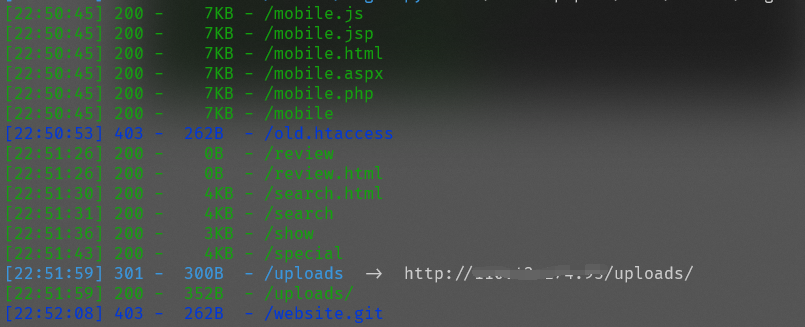 [22:50:45] 200 - 7KB - /mobile.js
[22:50:45] 200 - 7KB - /mobile.jsp
[22:50:45] 200 - 7KB - /mobile.html
[22:50:45] 200 - 7KB - /mobile.aspx
[22:50:45] 200 - 7KB - /mobile.php
[22:50:45] 200 - 7KB - /mobile
[22:50:53] 403 - 262B - /old.htaccess
[22:51:26] 200 - 0B - /review
[22:51:26] 200 - 0B - /review.html
[22:51:30] 200 - 4KB - /search.html
[22:51:31] 200 - 4KB - /search
[22:51:36] 200 - 3KB - /show
[22:51:43] 200 - 4KB - /special
[22:51:59] 301 - 300B - /uploads → http:///uploads/
[22:51:59] 200 - 352B - /uploads/
[22:52:08] 403 - 262B - /website.git